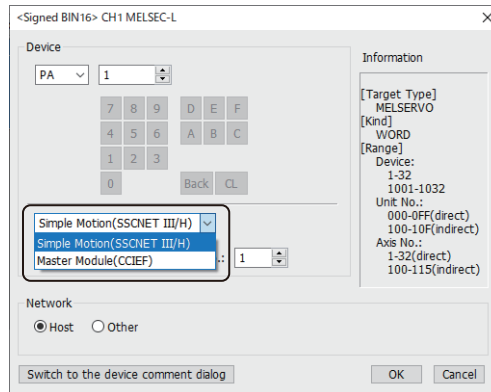 <Signed BIN16> CH1 MELSEC-L
Device
PA 1
7 8 9 D E F
4 5 6 A B C
1 2 3
0 Back CL
Simple Motion(SSCNET III/H)
Simple Motion(SSCNET III/H)
Master Module(CCIEF) .: 1
Information
[Target Type]
MELSERVO
[Kind]
WORD
[Range]
Device:
1-32
1001-1032
Unit No.:
000-0FF(direct)
100-10F(indirect)
Axis No.:
1-32(direct)
100-115(indirect)
Network
Host Other
Switch to the device comment dialog OK Cancel